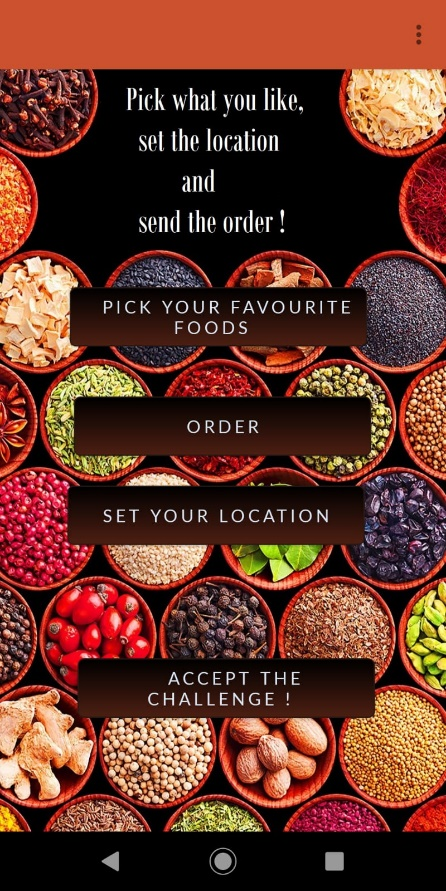 Pick what you like,
set the location
and
send the order !
PICK YOUR FAVOURITE
FOODS
ORDER
SET YOUR LOCATION
ACCEPT THE
CHALLENGE !